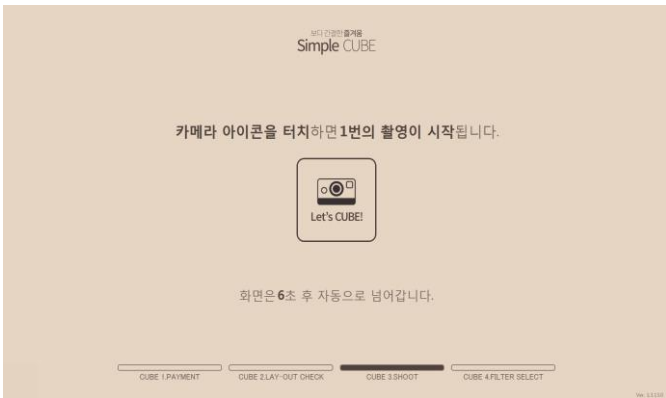 보다 간결한 즐거움
Simple CUBE
카메라 아이콘을 터치하면 1번의 촬영이 시작됩니다.
Let's CUBE!
화면은 6초 후 자동으로 넘어갑니다.
CUBE 1.PAYMENT
CUBE 2.LAY-OUT CHECK
CUBE 3.SHOOT
CUBE 4.FILTER SELECT